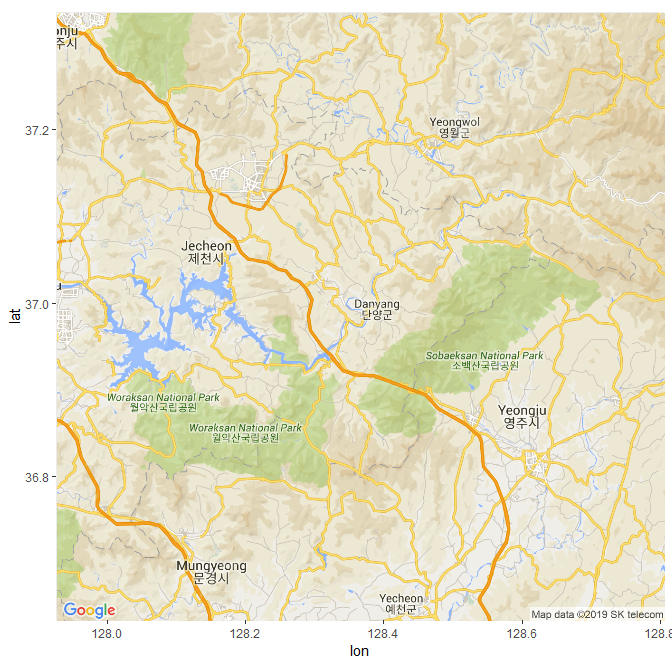 onju
주시
Yeongwol
영월군
37.2
Jecheon
제천시
lat
37.0
Danyang
단양군
Sobaeksan National Park
소백산국립공원
Woraksan National Park
월악산국립공원
Yeongju
영주시
Woraksan National Park
월악산국립공원
36.8
Mungyeong
문경시
Yecheon
예천군
Google
Map data ©2019 SK telecom
128.0
128.2
128.4
128.6
128.8
lon